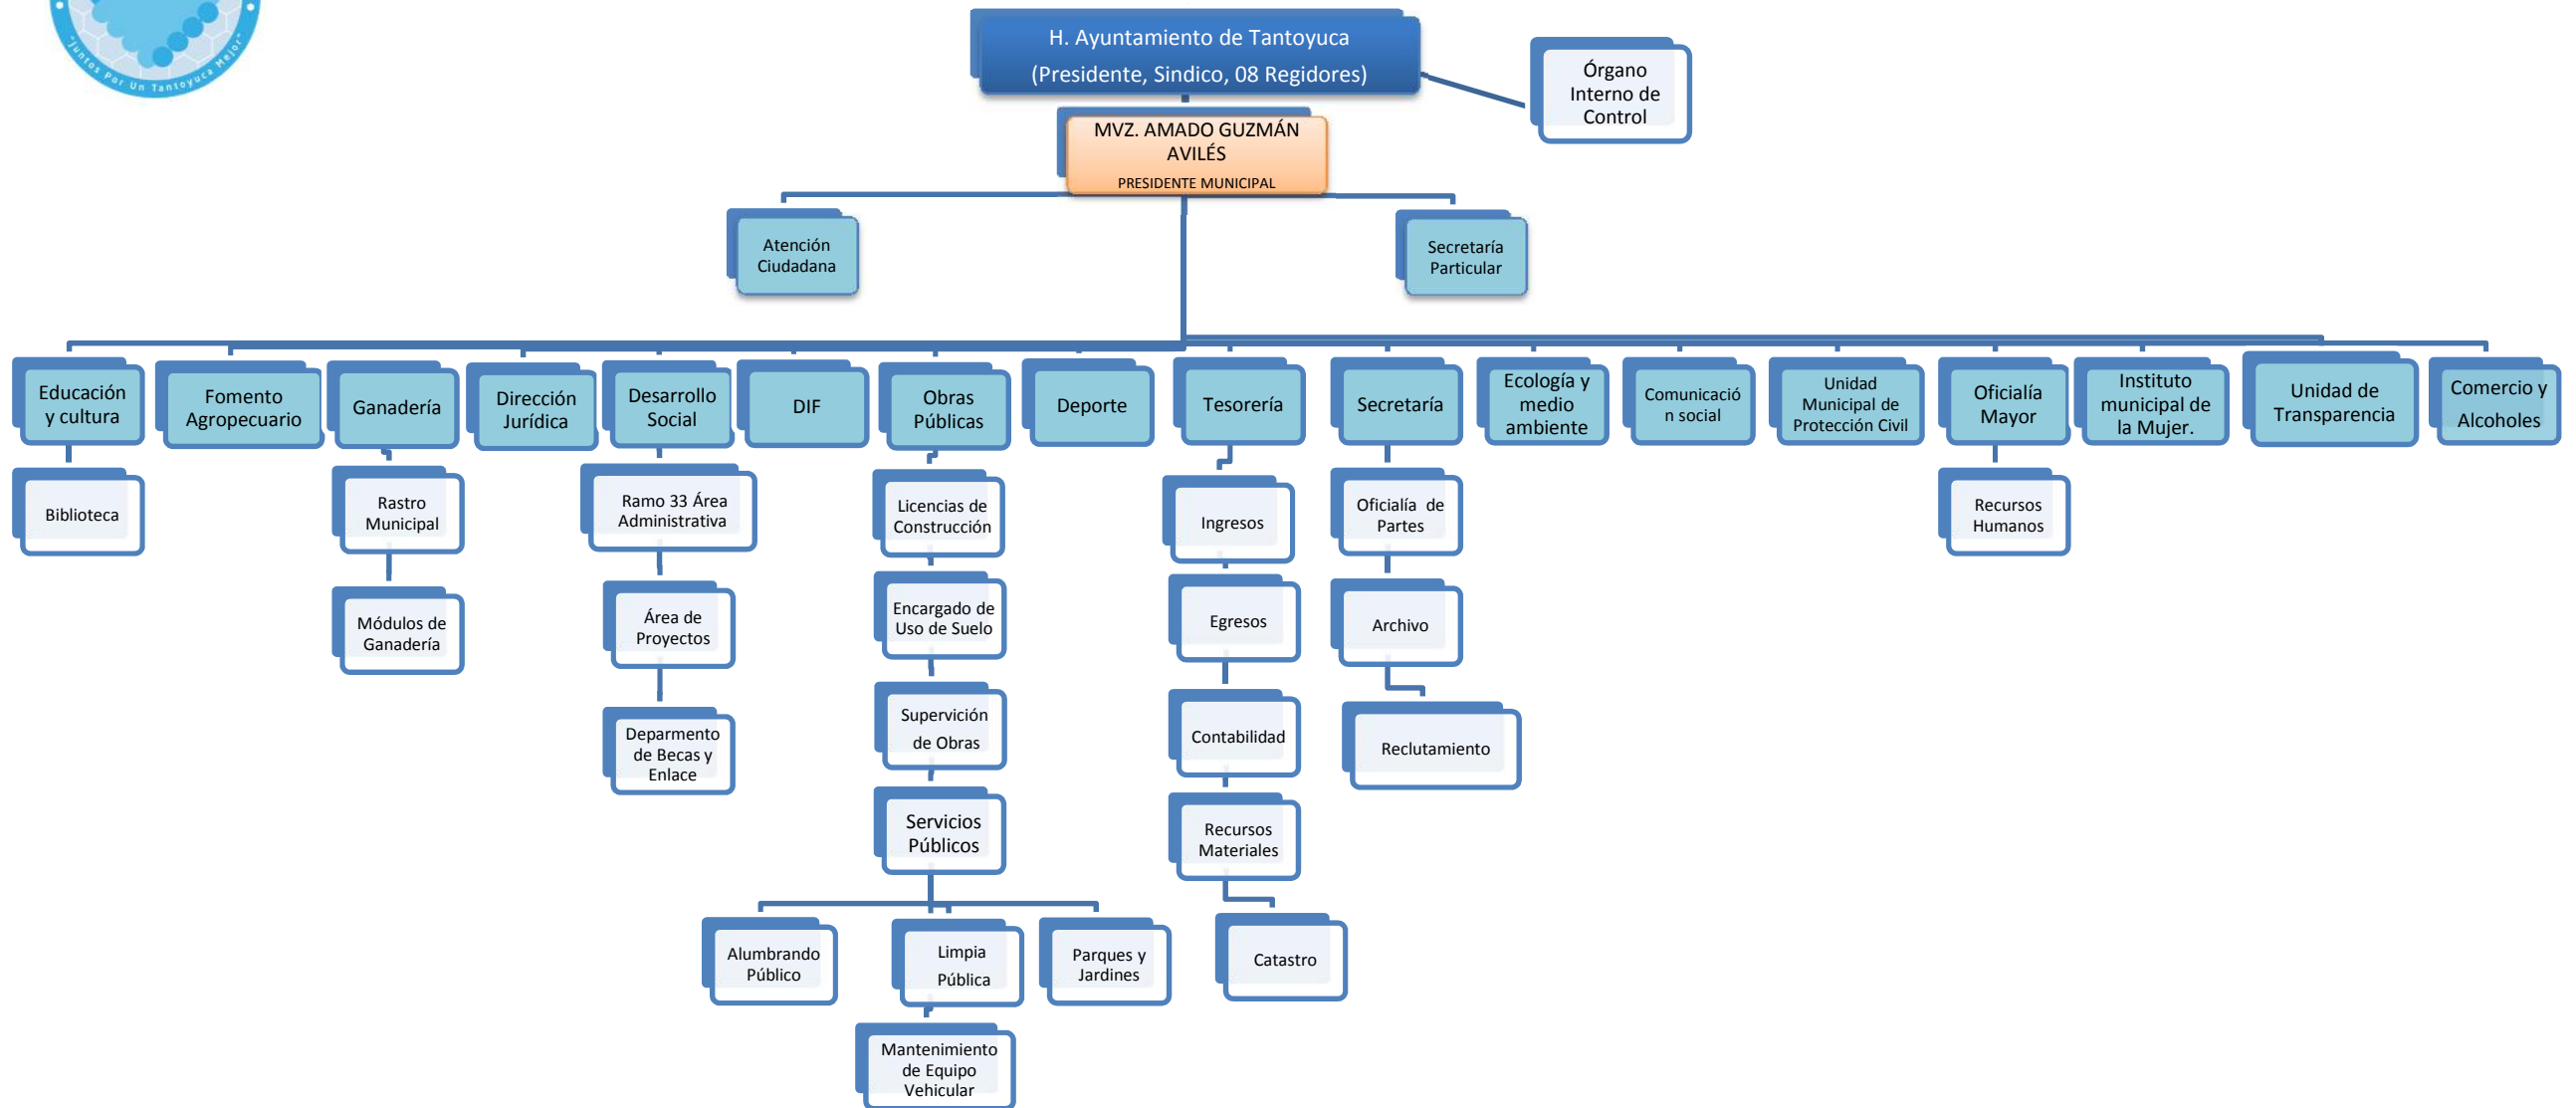 "Juntos Por Un Tantoyuca Mejor"
H. Ayuntamiento de Tantoyuca
(Presidente, Sindico, 08 Regidores)
Órgano
Interno de
Control
MVZ. AMADO GUZMÁN
AVILÉS
PRESIDENTE MUNICIPAL
Atención
Ciudadana
Secretaría
Particular
Educación
y cultura
Fomento
Agropecuario
Ganadería
Dirección
Jurídica
Desarrollo
Social
DIF
Obras
Públicas
Deporte
Tesorería
Secretaría
Ecología y
medio
ambiente
Comunicació
n social
Unidad
Municipal de
Protección Civil
Oficialía
Mayor
Instituto
municipal de
la Mujer.
Unidad de
Transparencia
Comercio y
Alcoholes
Biblioteca
Rastro
Municipal
Ramo 33 Área
Administrativa
Licencias de
Construcción
Ingresos
Oficialía  de
Partes
Recursos
Humanos
Módulos de
Ganadería
Área de
Proyectos
Encargado de
Uso de Suelo
Egresos
Archivo
Deparmento
de Becas y
Enlace
Supervición
de Obras
Contabilidad
Reclutamiento
Servicios
Públicos
Recursos
Materiales
Alumbrando
Público
Limpia
Pública
Parques y
Jardines
Catastro
Mantenimiento
de Equipo
Vehicular